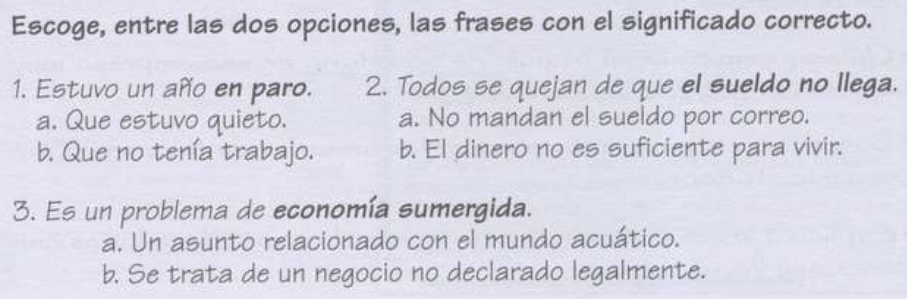 Escoge, entre las dos opciones, las frases con el significado correcto.
1. Estuvo un año en paro.
a. Que estuvo quieto.
b. Que no tenía trabajo.
2. Todos se quejan de que el sueldo no llega.
a. No mandan el sueldo por correo.
b. El dinero no es suficiente para vivir.
3. Es un problema de economía sumergida.
a. Un asunto relacionado con el mundo acuático.
b. Se trata de un negocio no declarado legalmente.